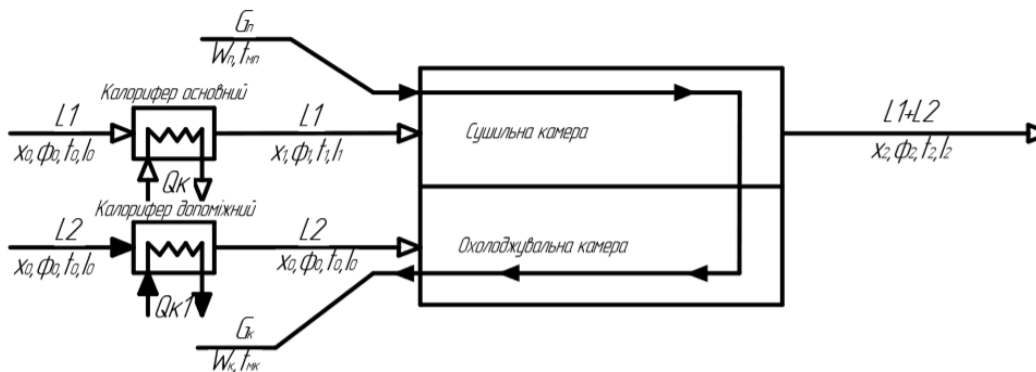 Gп
Wп, tмп
Калорифер основний
L1
x₀, φ₀, t₀, I₀
L1
x₁, φ₁, t₁, I₁
Qк
Сушильна камера
L1+L2
x₂, φ₂, t₂, I₂
Калорифер допоміжний
L2
x₀, φ₀, t₀, I₀
L2
x₀, φ₀, t₀, I₀
Qк1
Охолоджувальна камера
Gк
Wк, tмк